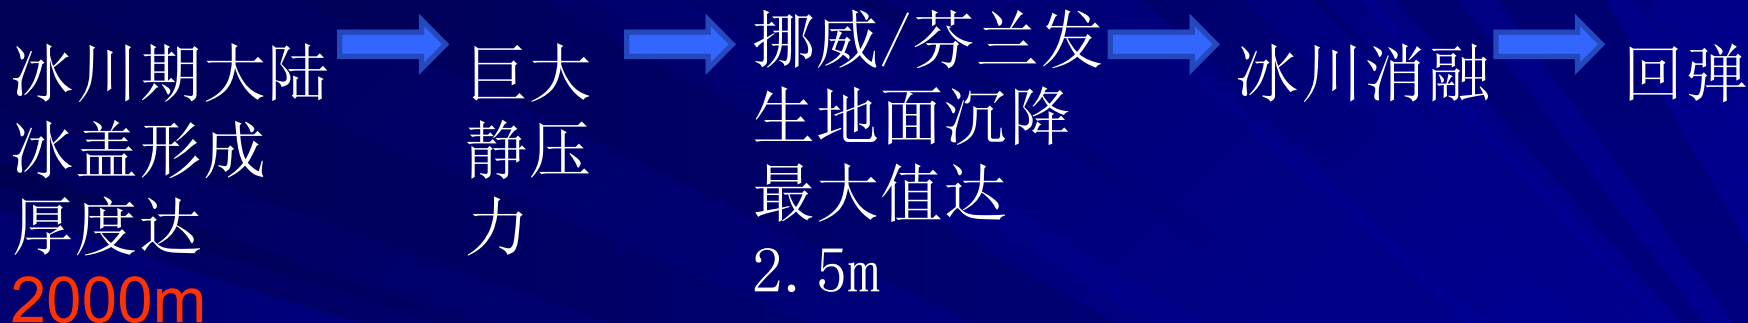 冰川期大陆
冰盖形成
厚度达
2000m
巨大
静压
力
挪威/芬兰发
生地面沉降
最大值达
2.5m
冰川消融
回弹